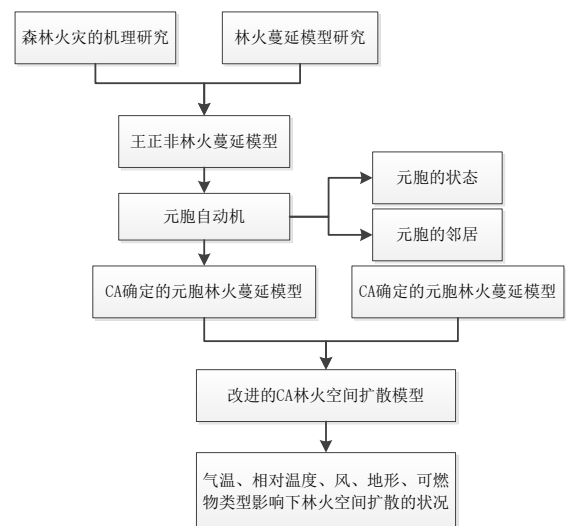 森林火灾的机理研究
林火蔓延模型研究
王正非林火蔓延模型
元胞的状态
元胞自动机
元胞的邻居
CA确定的元胞林火蔓延模型
CA确定的元胞林火蔓延模型
改进的CA林火空间扩散模型
气温、相对温度、风、地形、可燃
物类型影响下林火空间扩散的状况